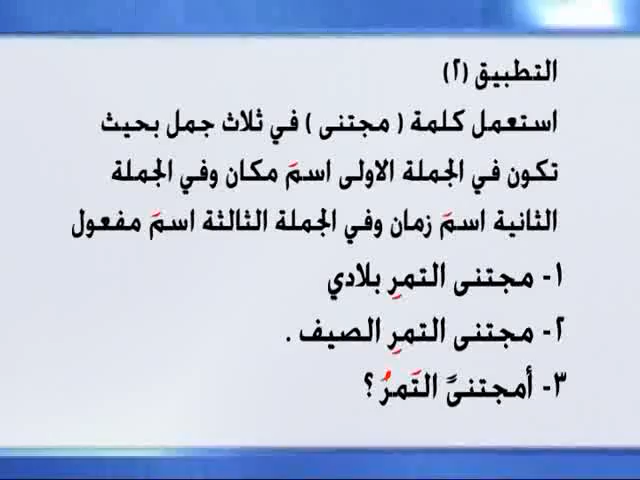 التطبيق (٢)
استعمل كلمة ( مجتنى ) في ثلاث جمل بحيث
تكون في الجملة الاولى اسمَ مكان وفي الجملة
الثانية اسمَ زمان وفي الجملة الثالثة اسمَ مفعول
١- مجتنى التمرِ بلادي
٢- مجتنى التمرِ الصيف .
٣- أمجتنىً التَمرُ ؟